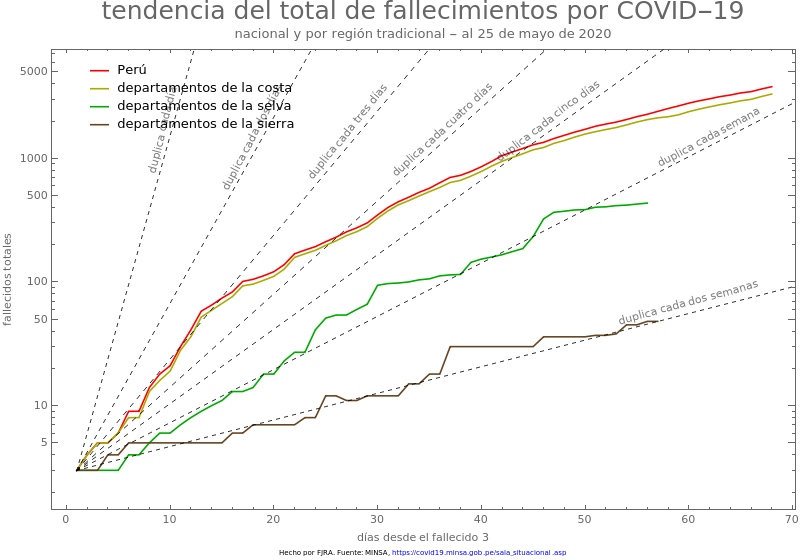 tendencia del total de fallecimientos por COVID–19
nacional y por región tradicional – al 25 de mayo de 2020
Perú
departamentos de la costa
departamentos de la selva
departamentos de la sierra
duplica cada día
duplica cada dos días
duplica cada tres días
duplica cada cuatro días
duplica cada cinco días
duplica cada semana
duplica cada dos semanas
fallecidos totales
5000
1000
500
100
50
10
5
0 10 20 30 40 50 60 70
días desde el fallecido 3
Hecho por FJRA. Fuente: MINSA, https://covid19.minsa.gob.pe/sala_situacional.asp